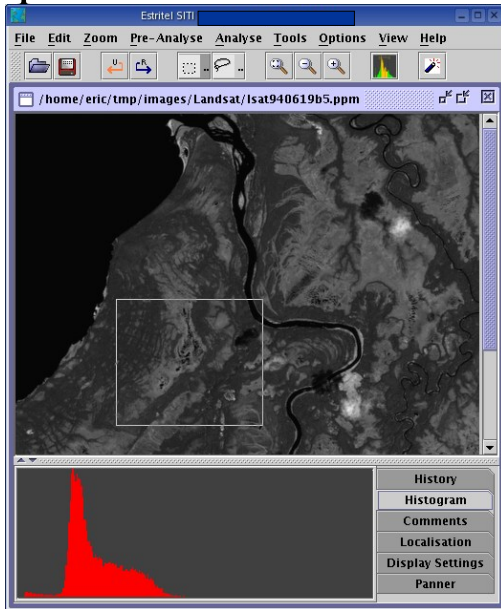 Estritel SITI
File Edit Zoom Pre-Analyse Analyse Tools Options View Help
U R
/home/eric/tmp/images/Landsat/lsat940619b5.ppm
History
Histogram
Comments
Localisation
Display Settings
Panner